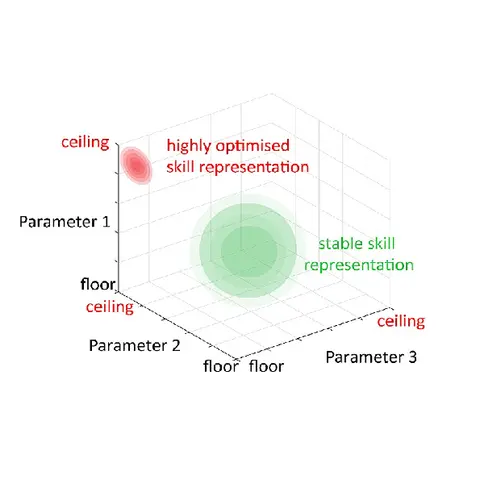 ceiling
highly optimised
skill representation
Parameter 1
stable skill
representation
floor
ceiling
ceiling
Parameter 2
Parameter 3
floor
floor